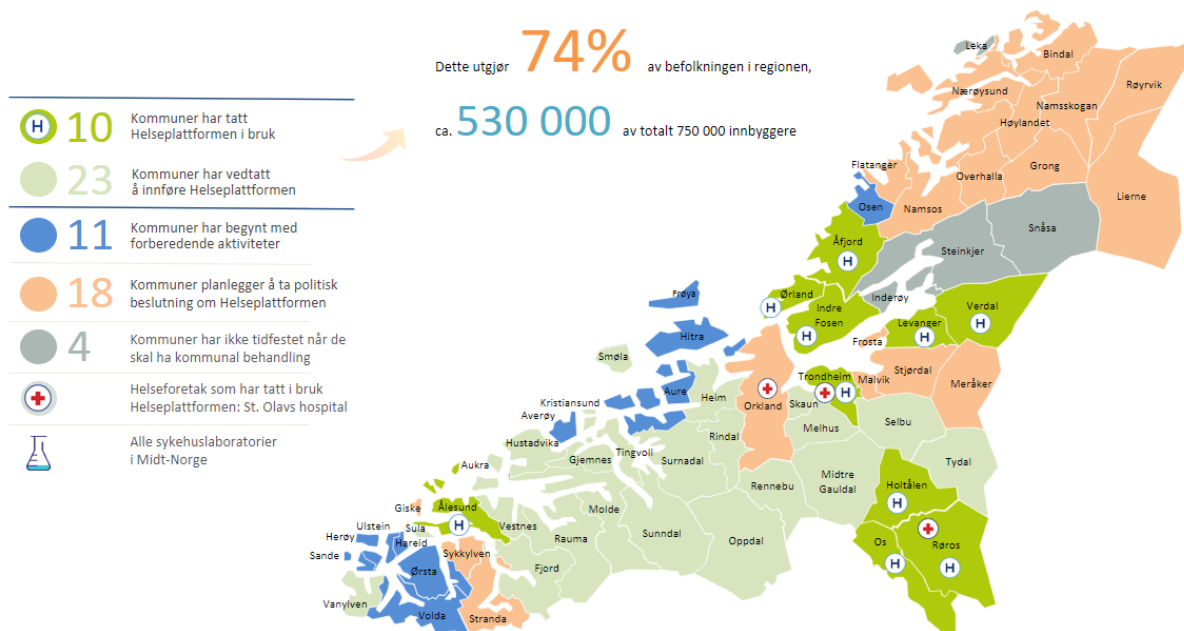 Dette utgjør 74% av befolkningen i regionen,
ca. 530 000 av totalt 750 000 innbyggere
H 10 Kommuner har tatt
Helseplattformen i bruk
23 Kommuner har vedtatt
å innføre Helseplattformen
11 Kommuner har begynt med
forberedende aktiviteter
18 Kommuner planlegger å ta politisk
beslutning om Helseplattformen
4 Kommuner har ikke tidfestet når de
skal ha kommunal behandling
Helseforetak som har tatt i bruk
Helseplattformen: St. Olavs hospital
Alle sykehuslaboratorier
i Midt-Norge
Leka
Bindal
Røyrvik
Nærøysund
Namsskogan
Høylandet
Grong
Flatanger
Overhalla
Lierne
Osen
Namsos
Snåsa
Åfjord
H
Steinkjer
Frøya
Ørland
H
Inderøy
Indre
Fosen
H
Levanger
H
Verdal
H
Hitra
Frosta
Smøla
Trondheim
H
Malvik
Stjørdal
Meråker
Kristiansund
Aure
Heim
Orkland
Skaun
Averøy
Melhus
Selbu
Hustadvika
Rindal
Gjemnes
Tingvoll
Surnadal
Tydal
Aukra
Rennebu
Midtre
Gauldal
Holtålen
H
Giske
Ålesund
H
Molde
Ulstein
Sula
Vestnes
Herøy
Hareid
Rauma
Sunndal
Oppdal
Os
H
Røros
H
Sande
Sykkylven
Ørsta
Fjord
Vanylven
Volda
Stranda